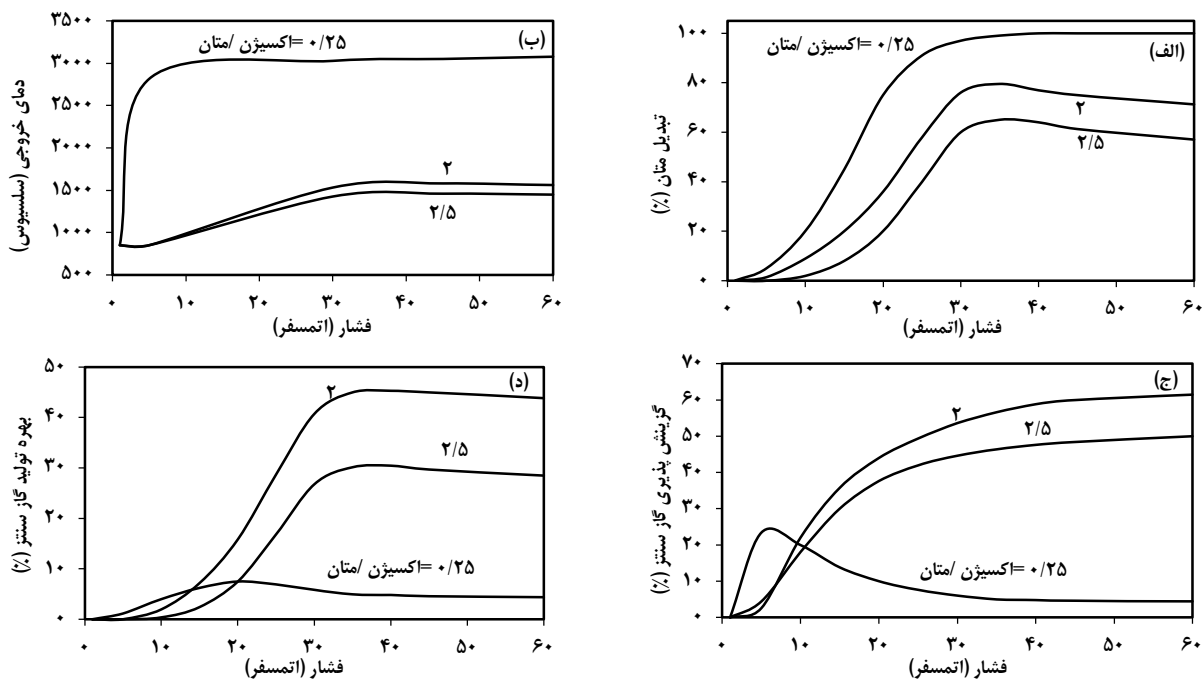 (الف)
۱۰۰
۸۰
۶۰
۴۰
۲۰
۰
تبدیل متان (٪)
اکسیژن /متان= ۰/۲۵
۲
۲/۵
۰ ۱۰ ۲۰ ۳۰ ۴۰ ۵۰ ۶۰
فشار (اتمسفر)
(ب)
۳۵۰۰
۳۰۰۰
۲۵۰۰
۲۰۰۰
۱۵۰۰
۱۰۰۰
۵۰۰
دمای خروجی (سلسیوس)
متان/ اکسیژن= ۰/۲۵
۲
۲/۵
۰ ۱۰ ۲۰ ۳۰ ۴۰ ۵۰ ۶۰
فشار (اتمسفر)
(ج)
۷۰
۶۰
۵۰
۴۰
۳۰
۲۰
۱۰
۰
گزینش پذیری گاز سنتز (٪)
۲
۲/۵
متان/ اکسیژن= ۰/۲۵
۰ ۱۰ ۲۰ ۳۰ ۴۰ ۵۰ ۶۰
فشار (اتمسفر)
(د)
۵۰
۴۰
۳۰
۲۰
۱۰
۰
بهره تولید گاز سنتز (٪)
۲
۲/۵
متان/ اکسیژن= ۰/۲۵
۰ ۱۰ ۲۰ ۳۰ ۴۰ ۵۰ ۶۰
فشار (اتمسفر)